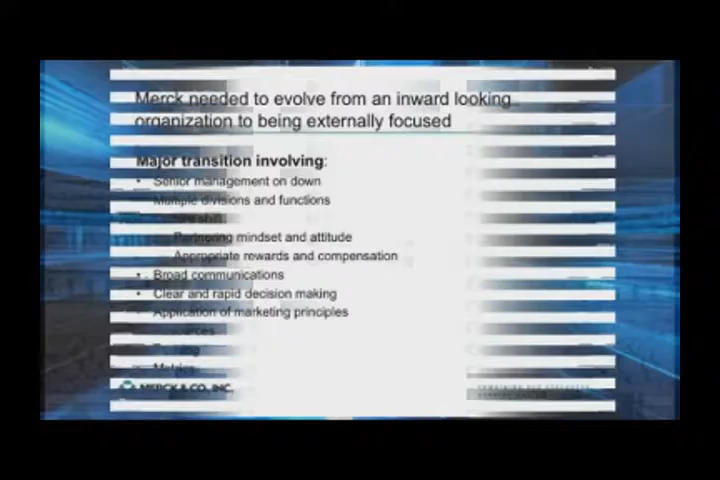 Merck needed to evolve from an inward looking
organization to being externally focused
Major transition involving:
• Senior management on down
Multiple divisions and functions
Partnering mindset and attitude
Appropriate rewards and compensation
• Broad communications
• Clear and rapid decision making
• Application of marketing principles
Metrics
MERCK & CO., INC.